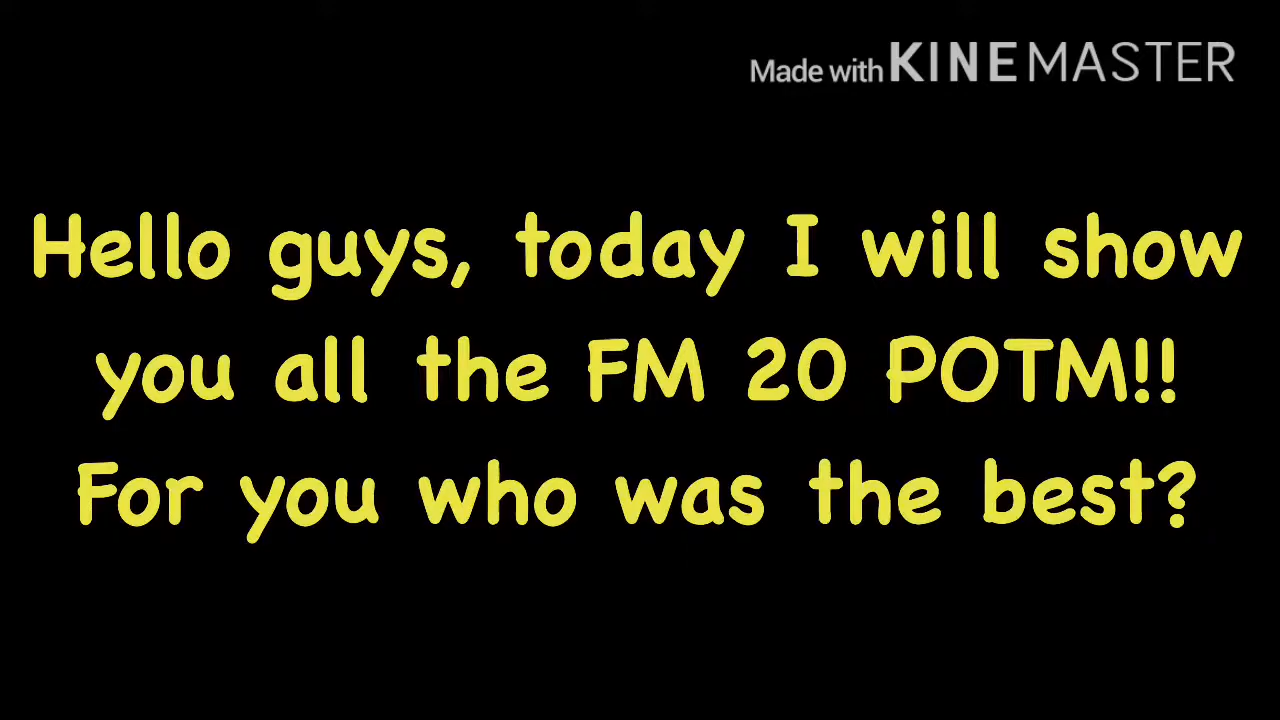 Made with KINEMASTER
Hello guys, today I will show
you all the FM 20 POTM!!
For you who was the best?